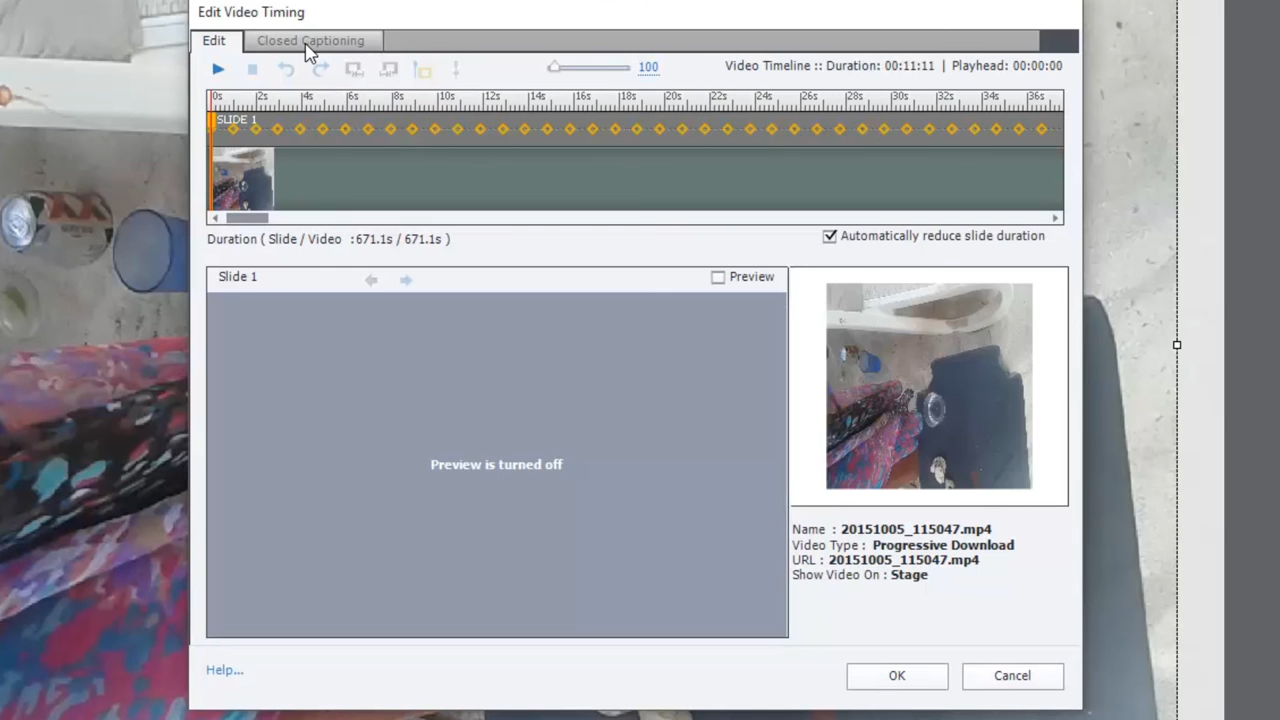 Edit Video Timing
Edit
Closed Captioning
100
Video Timeline :: Duration: 00:11:11 | Playhead: 00:00:00
0s 2s 4s 6s 8s 10s 12s 14s 16s 18s 20s 22s 24s 26s 28s 30s 32s 34s 36s
SLIDE 1
Duration ( Slide / Video :671.1s / 671.1s )
Automatically reduce slide duration
Slide 1
Preview
Preview is turned off
Name : 20151005_115047.mp4
Video Type : Progressive Download
URL : 20151005_115047.mp4
Show Video On : Stage
Help...
OK
Cancel
XX